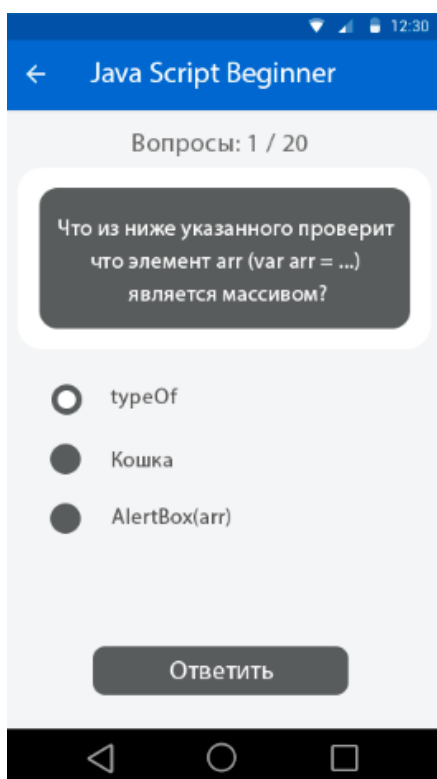 12:30
Java Script Beginner
Вопросы: 1 / 20
Что из ниже указанного проверит
что элемент arr (var arr = ...)
является массивом?
typeOf
Кошка
AlertBox(arr)
Ответить